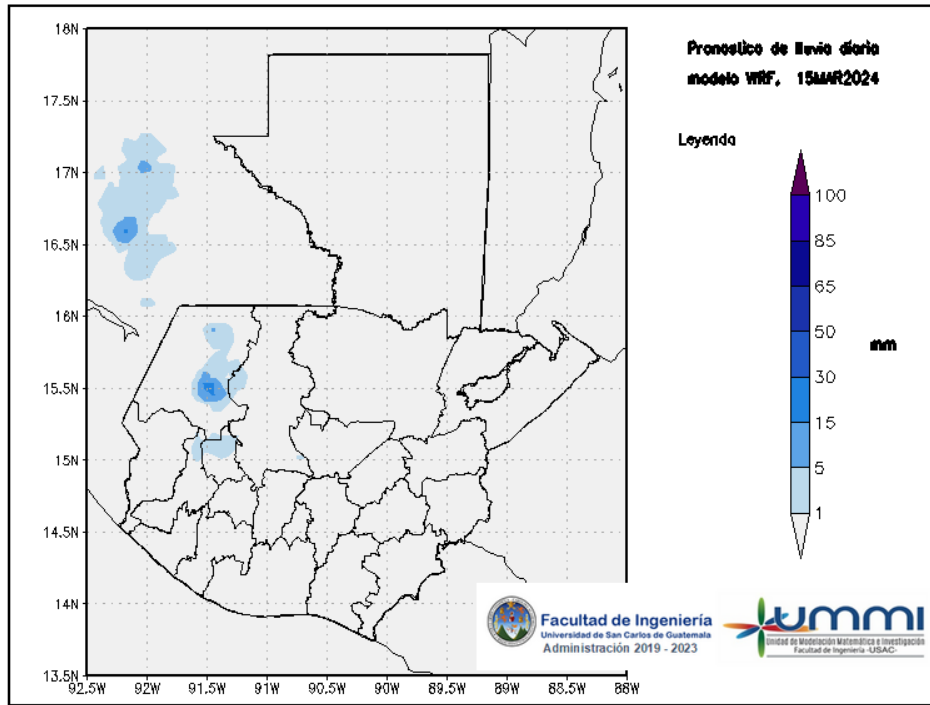 Pronostico de lluvia diaria
modelo WRF, 15MAR2024
Leyenda
100
85
65
50
30
15
5
1
mm
18N
17.5N
17N
16.5N
16N
15.5N
15N
14.5N
14N
13.5N
92.5W 92W 91.5W 91W 90.5W 90W 89.5W 89W 88.5W 88W
Facultad de Ingeniería
Universidad de San Carlos de Guatemala
Administración 2019 - 2023
ummi
Unidad de Modelación Matemática e Investigación
Facultad de Ingeniería -USAC-